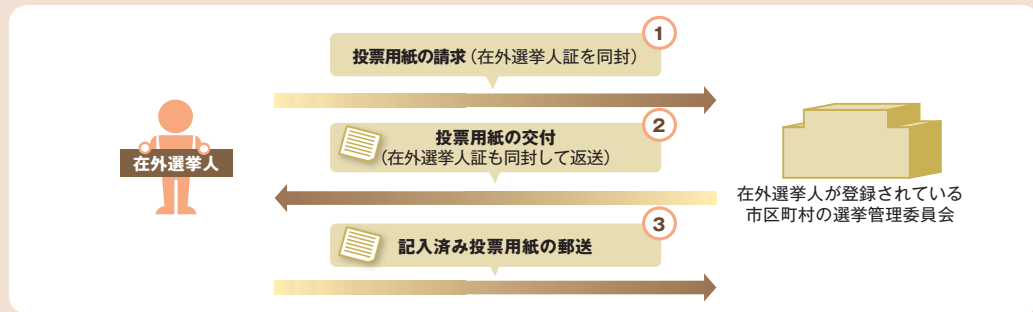 1
投票用紙の請求(在外選挙人証を同封)
2
投票用紙の交付
(在外選挙人証も同封して返送)
在外選挙人
在外選挙人が登録されている
市区町村の選挙管理委員会
3
記入済み投票用紙の郵送